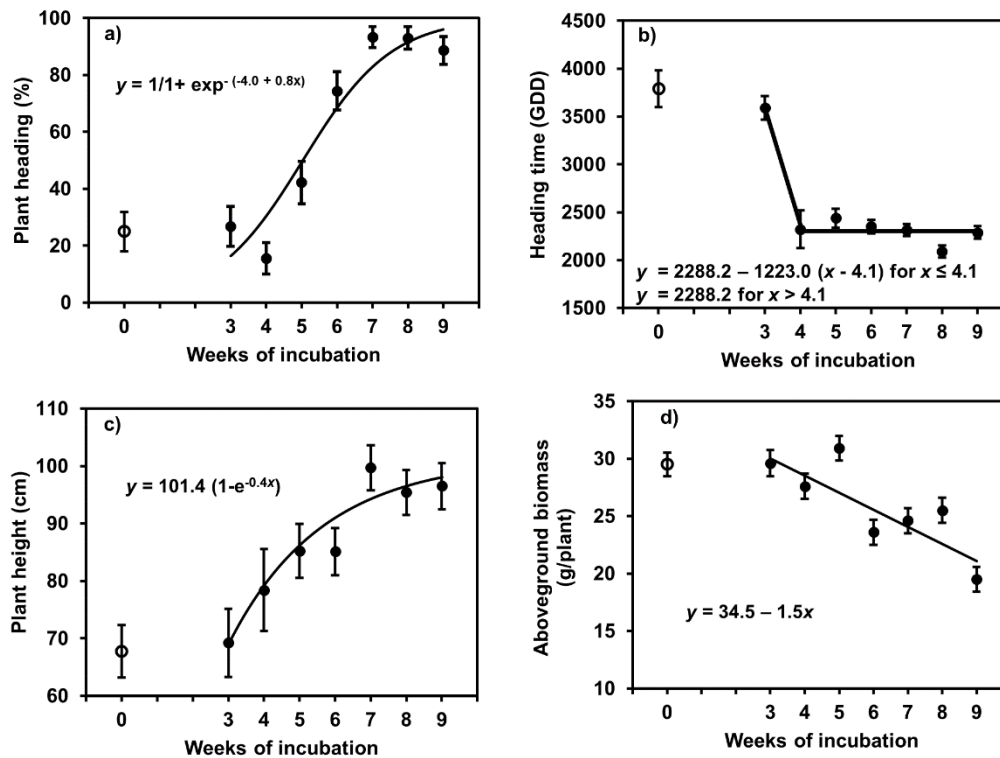 a)
y = 1/1+ exp^-(-4.0 + 0.8x)
Plant heading (%)
100
80
60
40
20
0
0 3 4 5 6 7 8 9
Weeks of incubation
b)
Heading time (GDD)
4500
4000
3500
3000
2500
2000
1500
y = 2288.2 – 1223.0 (x - 4.1) for x ≤ 4.1
y = 2288.2 for x > 4.1
0 3 4 5 6 7 8 9
Weeks of incubation
c)
y = 101.4 (1-e^-0.4x)
Plant height (cm)
110
100
90
80
70
60
0 3 4 5 6 7 8 9
Weeks of incubation
d)
Aboveground biomass
(g/plant)
35
30
25
20
15
10
y = 34.5 – 1.5x
0 3 4 5 6 7 8 9
Weeks of incubation